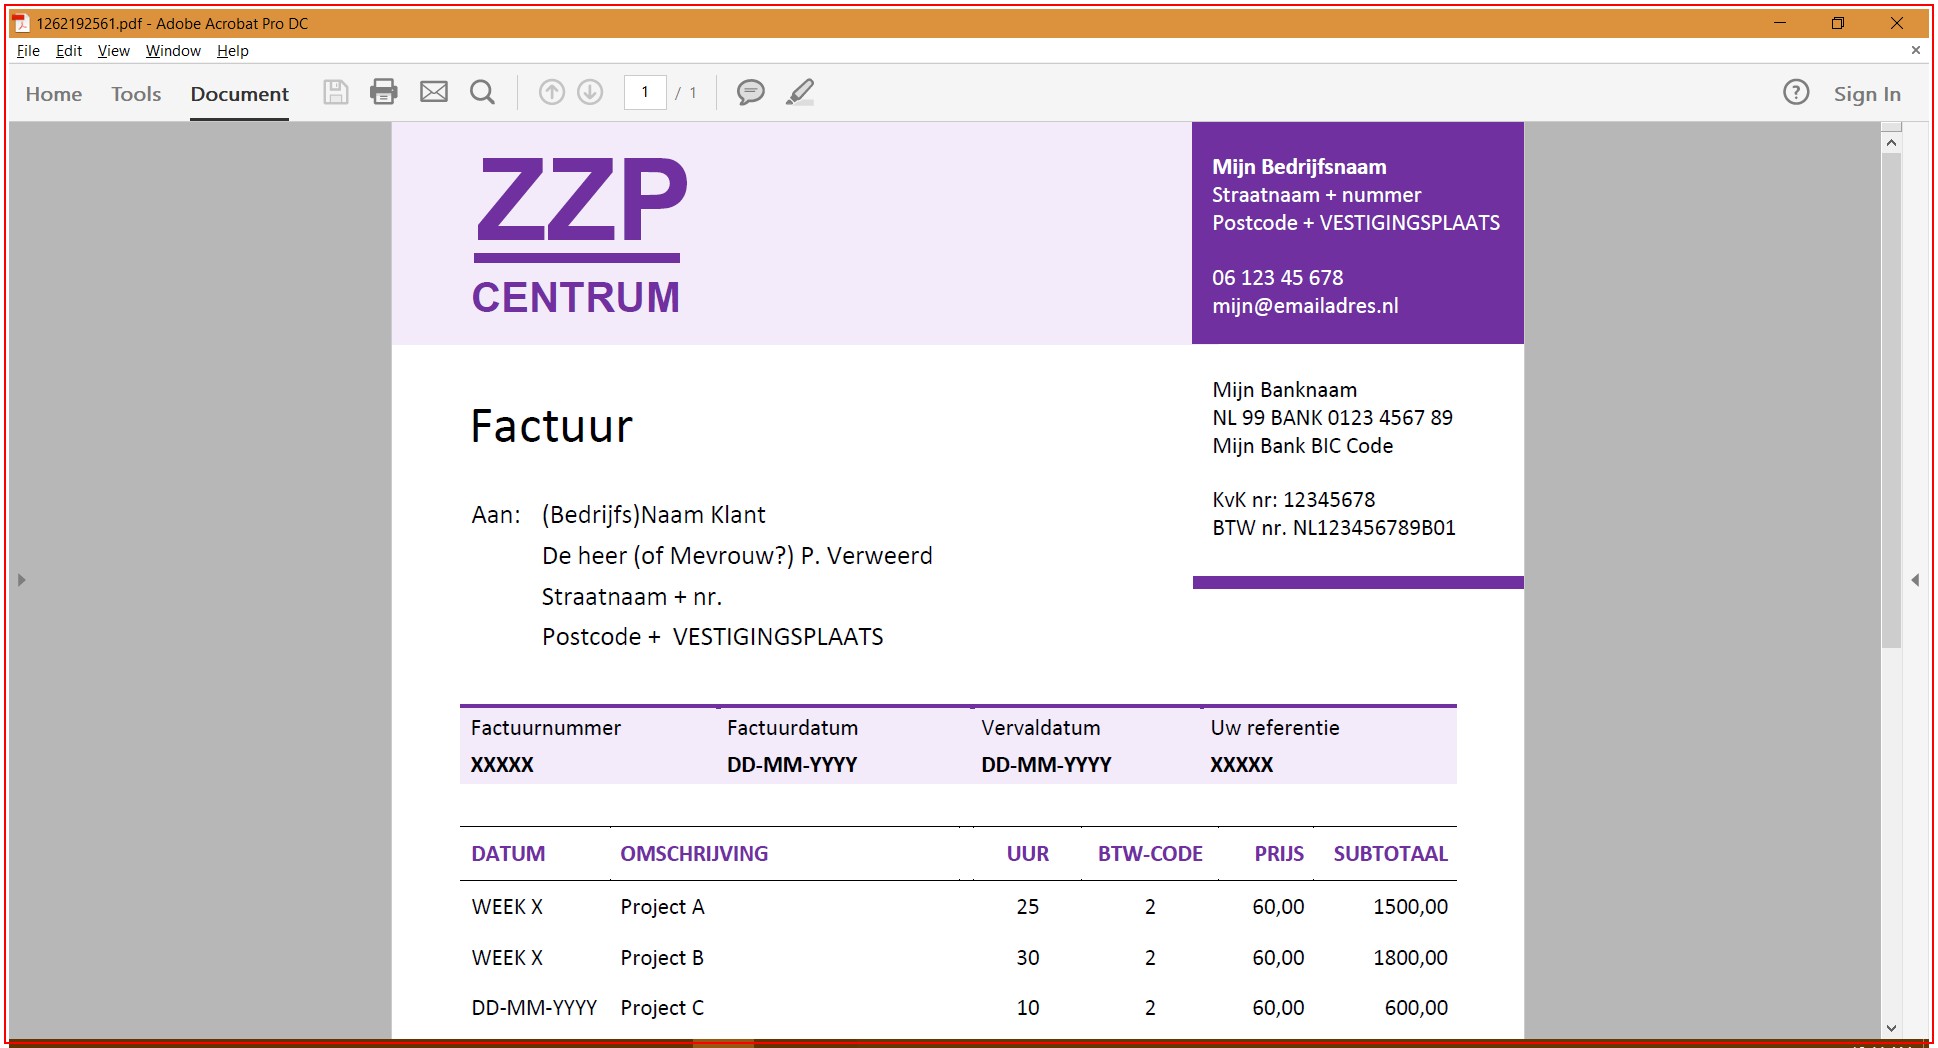 1262192561.pdf - Adobe Acrobat Pro DC
File Edit View Window Help
Home Tools Document 1 / 1 Sign In
ZZP
CENTRUM
Mijn Bedrijfsnaam
Straatnaam + nummer
Postcode + VESTIGINGSPLAATS
06 123 45 678
mijn@emailadres.nl
Mijn Banknaam
NL 99 BANK 0123 4567 89
Mijn Bank BIC Code
KvK nr: 12345678
BTW nr. NL123456789B01
Factuur
Aan: (Bedrijfs)Naam Klant
De heer (of Mevrouw?) P. Verweerd
Straatnaam + nr.
Postcode + VESTIGINGSPLAATS
Factuurnummer Factuurdatum Vervaldatum Uw referentie
XXXXX DD-MM-YYYY DD-MM-YYYY XXXXX
DATUM OMSCHRIJVING UUR BTW-CODE PRIJS SUBTOTAAL
WEEK X Project A 25 2 60,00 1500,00
WEEK X Project B 30 2 60,00 1800,00
DD-MM-YYYY Project C 10 2 60,00 600,00